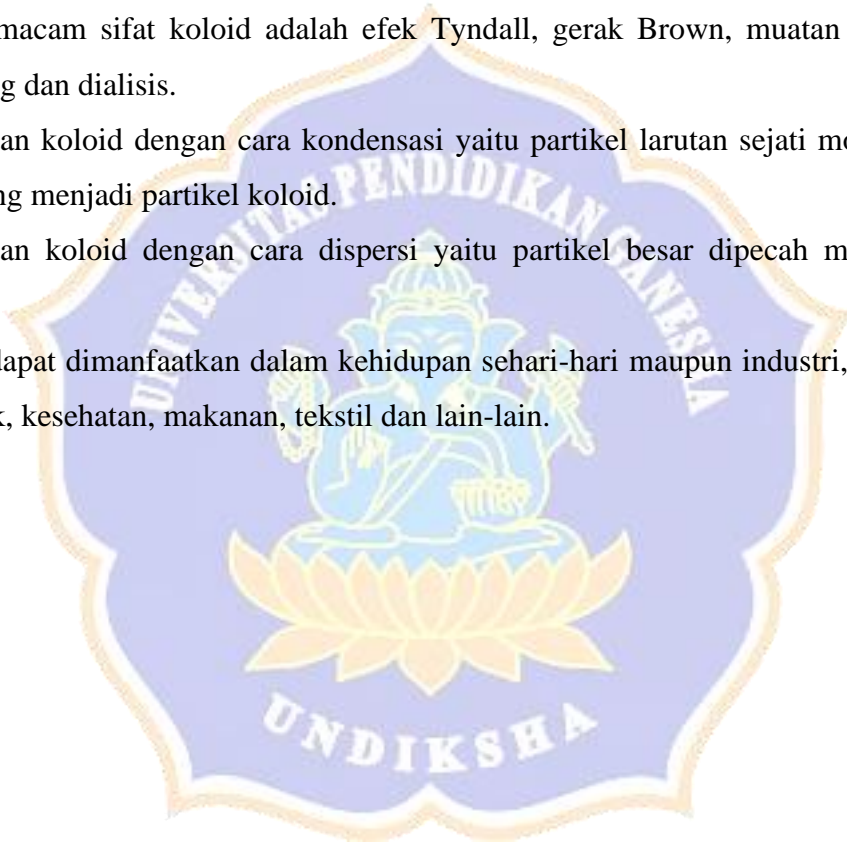 macam sifat koloid adalah efek Tyndall, gerak Brown, muatan
g dan dialisis.
an koloid dengan cara kondensasi yaitu partikel larutan sejati mo
ng menjadi partikel koloid.
an koloid dengan cara dispersi yaitu partikel besar dipecah m
dapat dimanfaatkan dalam kehidupan sehari-hari maupun industri,
k, kesehatan, makanan, tekstil dan lain-lain.
UNIVERSITAS PENDIDIKAN GANESHA
UNDIKSHA